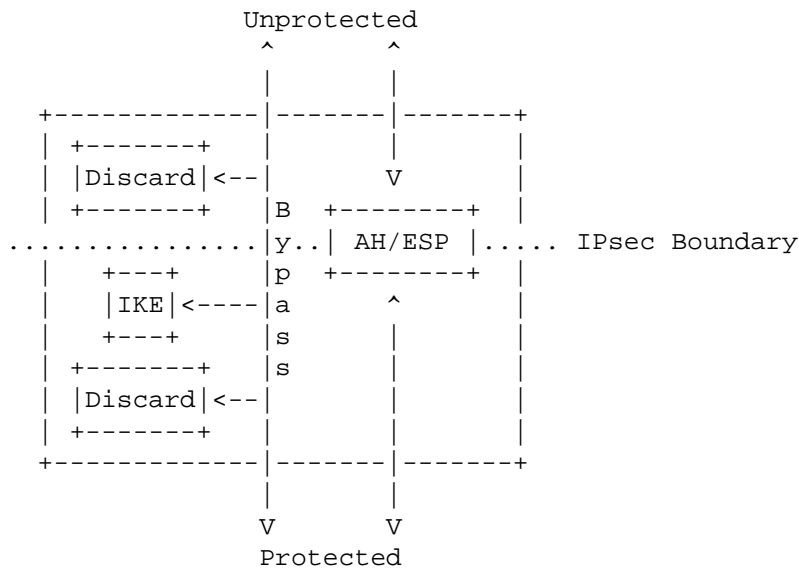 Unprotected
^ ^
| |
+-------------|-------|-------+
| +-------+ | | |
| |Discard|<--| V |
| +-------+ |B +--------+ |
................|y..| AH/ESP |..... IPsec Boundary
| +---+ |p +--------+ |
| |IKE|<----|a ^ |
| +---+ |s | |
| +-------+ |s | |
| |Discard|<--| | |
| +-------+ | | |
+-------------|-------|-------+
| |
V V
Protected